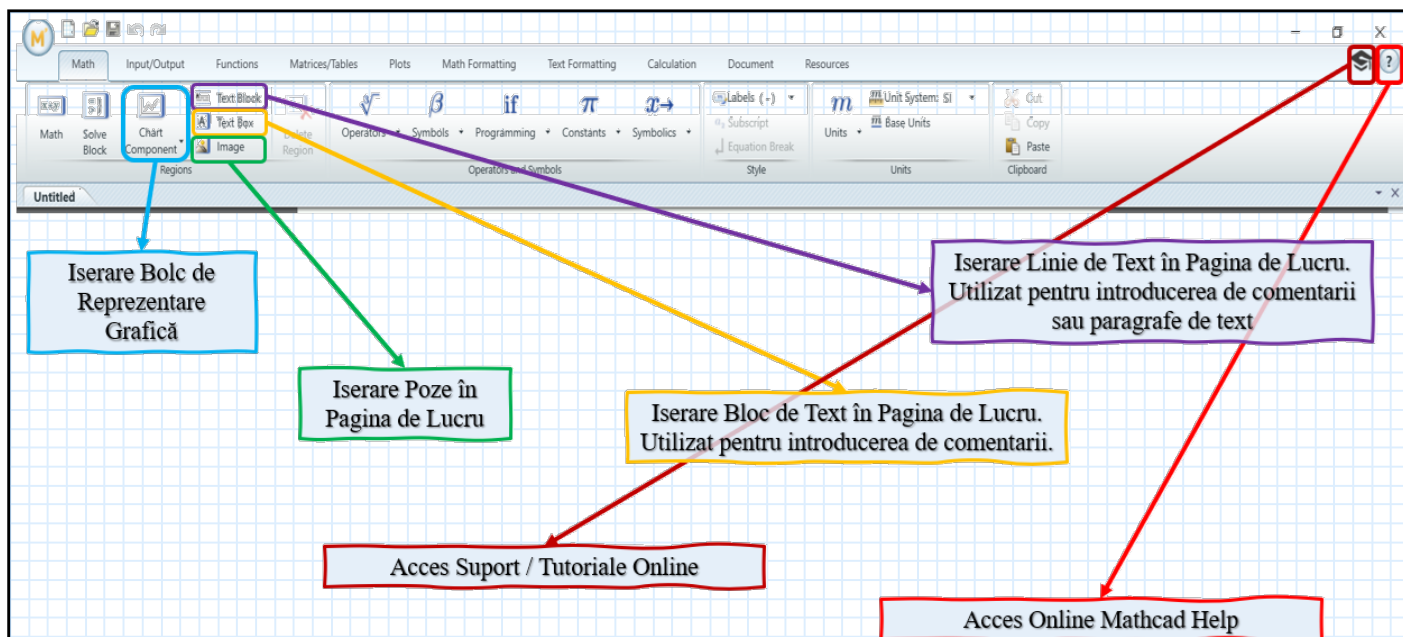 Math Input/Output Functions Matrices/Tables Plots Math Formatting Text Formatting Calculation Document Resources
Math
Solve Block
Chart Component
Text Block
Text Box
Image
Delete Region
Regions
Operators Symbols Programming Constants Symbolics
Operators and Symbols
Labels (-)
Subscript
Equation Break
Style
Units
Unit System: SI
Base Units
Units
Cut
Copy
Paste
Clipboard
Untitled
Iserare Bolc de
Reprezentare
Grafică
Iserare Poze în
Pagina de Lucru
Iserare Bloc de Text în Pagina de Lucru.
Utilizat pentru introducerea de comentarii.
Iserare Linie de Text în Pagina de Lucru.
Utilizat pentru introducerea de comentarii
sau paragrafe de text
Acces Suport / Tutoriale Online
Acces Online Mathcad Help